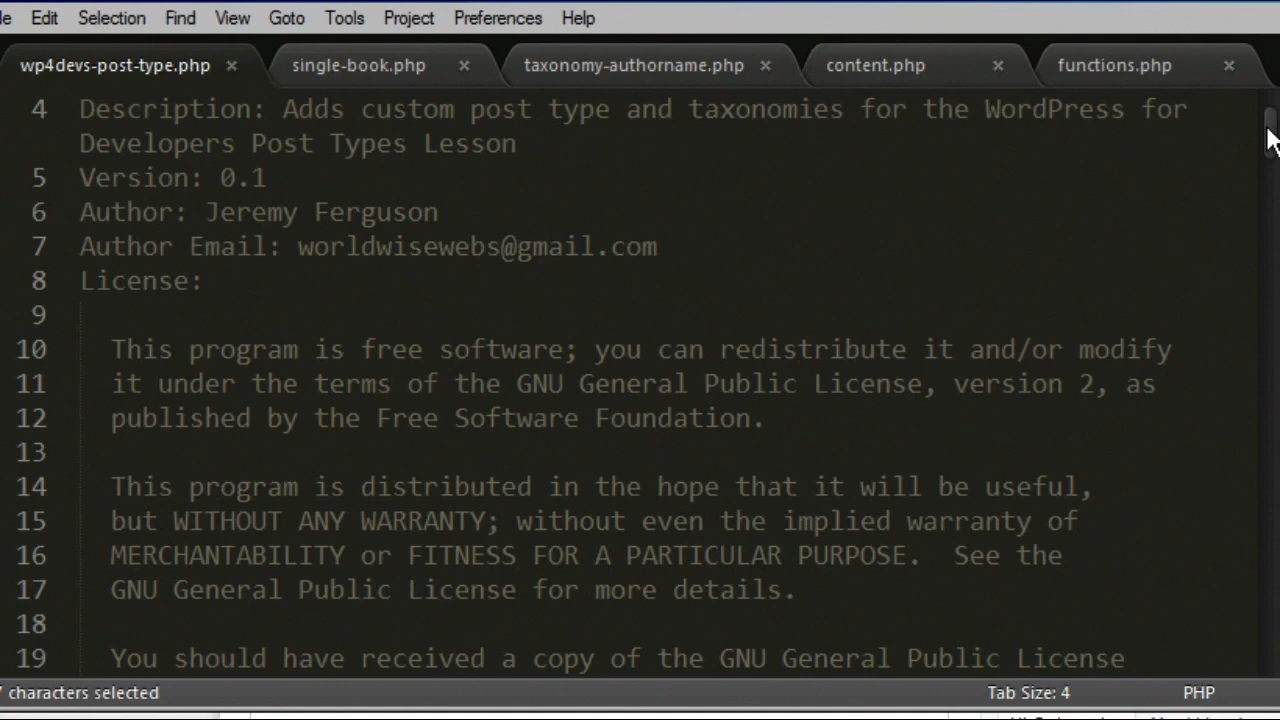 Edit Selection Find View Goto Tools Project Preferences Help
wp4devs-post-type.php × single-book.php × taxonomy-authorname.php × content.php × functions.php ×
4 Description: Adds custom post type and taxonomies for the WordPress for
Developers Post Types Lesson
5 Version: 0.1
6 Author: Jeremy Ferguson
7 Author Email: worldwisewebs@gmail.com
8 License:
9
10 This program is free software; you can redistribute it and/or modify
11 it under the terms of the GNU General Public License, version 2, as
12 published by the Free Software Foundation.
13
14 This program is distributed in the hope that it will be useful,
15 but WITHOUT ANY WARRANTY; without even the implied warranty of
16 MERCHANTABILITY or FITNESS FOR A PARTICULAR PURPOSE. See the
17 GNU General Public License for more details.
18
19 You should have received a copy of the GNU General Public License
characters selected Tab Size: 4 PHP